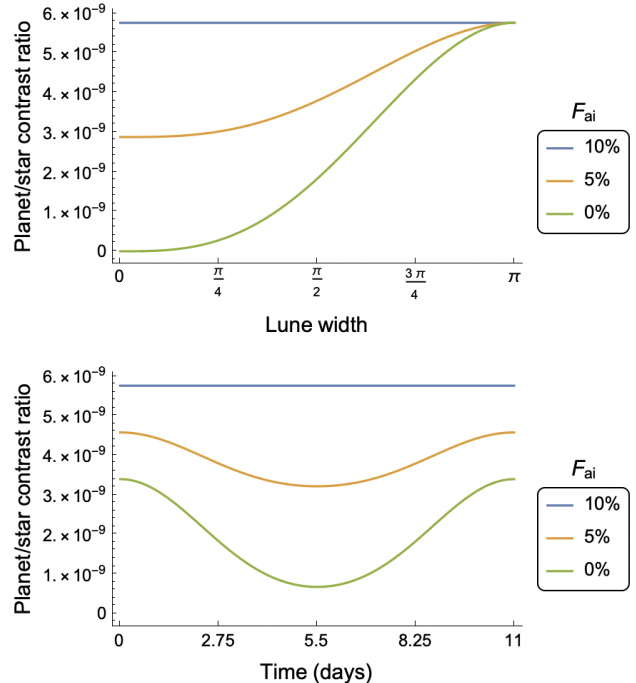 Planet/star contrast ratio
6. × 10⁻⁹
5. × 10⁻⁹
4. × 10⁻⁹
3. × 10⁻⁹
2. × 10⁻⁹
1. × 10⁻⁹
0
0
π/4
π/2
3 π/4
π
Lune width
Fai
10%
5%
0%
Planet/star contrast ratio
6. × 10⁻⁹
5. × 10⁻⁹
4. × 10⁻⁹
3. × 10⁻⁹
2. × 10⁻⁹
1. × 10⁻⁹
0
0
2.75
5.5
8.25
11
Time (days)
Fai
10%
5%
0%